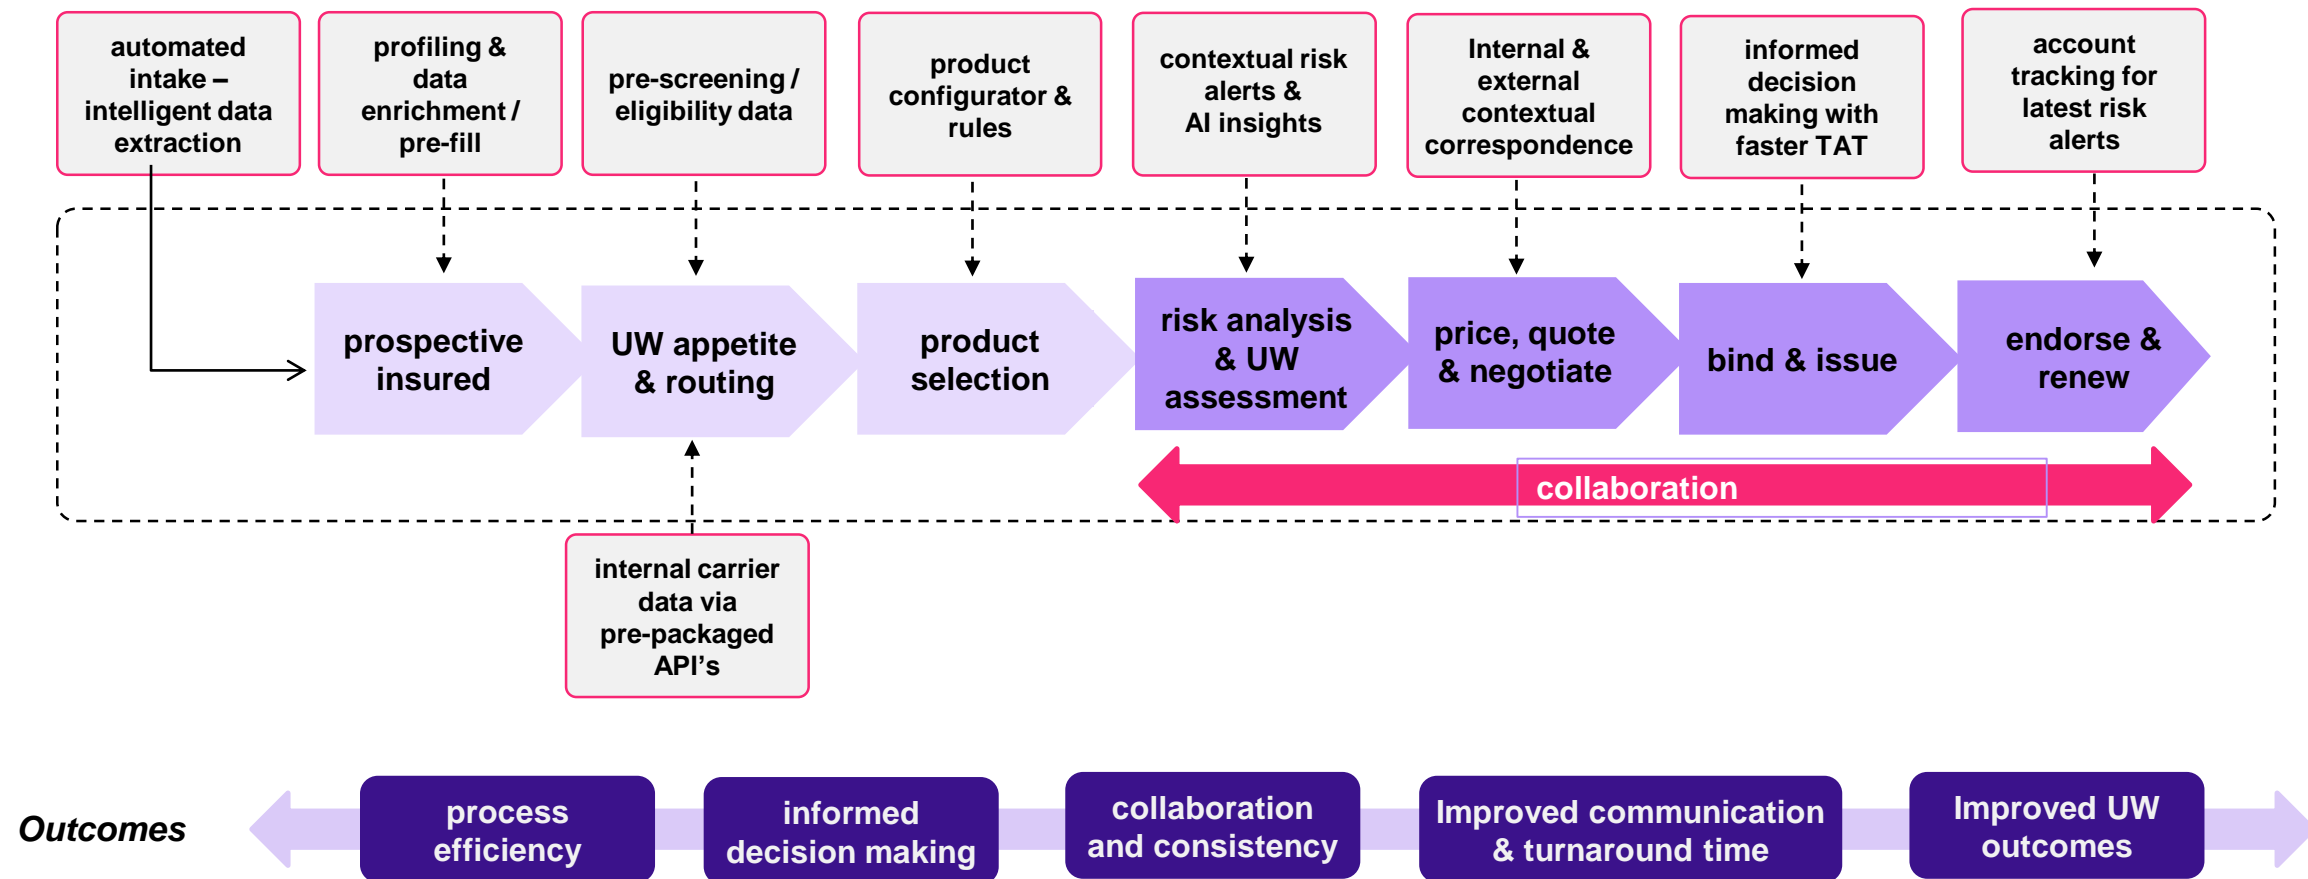 automated
intake –
intelligent data
extraction
profiling &
data
enrichment /
pre-fill
pre-screening /
eligibility data
product
configurator &
rules
contextual risk
alerts &
AI insights
Internal &
external
contextual
correspondence
informed
decision
making with
faster TAT
account
tracking for
latest risk
alerts
prospective
insured
UW appetite
& routing
product
selection
risk analysis
& UW
assessment
price, quote
& negotiate
bind & issue
endorse &
renew
collaboration
internal carrier
data via
pre-packaged
API’s
Outcomes
process
efficiency
informed
decision making
collaboration
and consistency
Improved communication
& turnaround time
Improved UW
outcomes